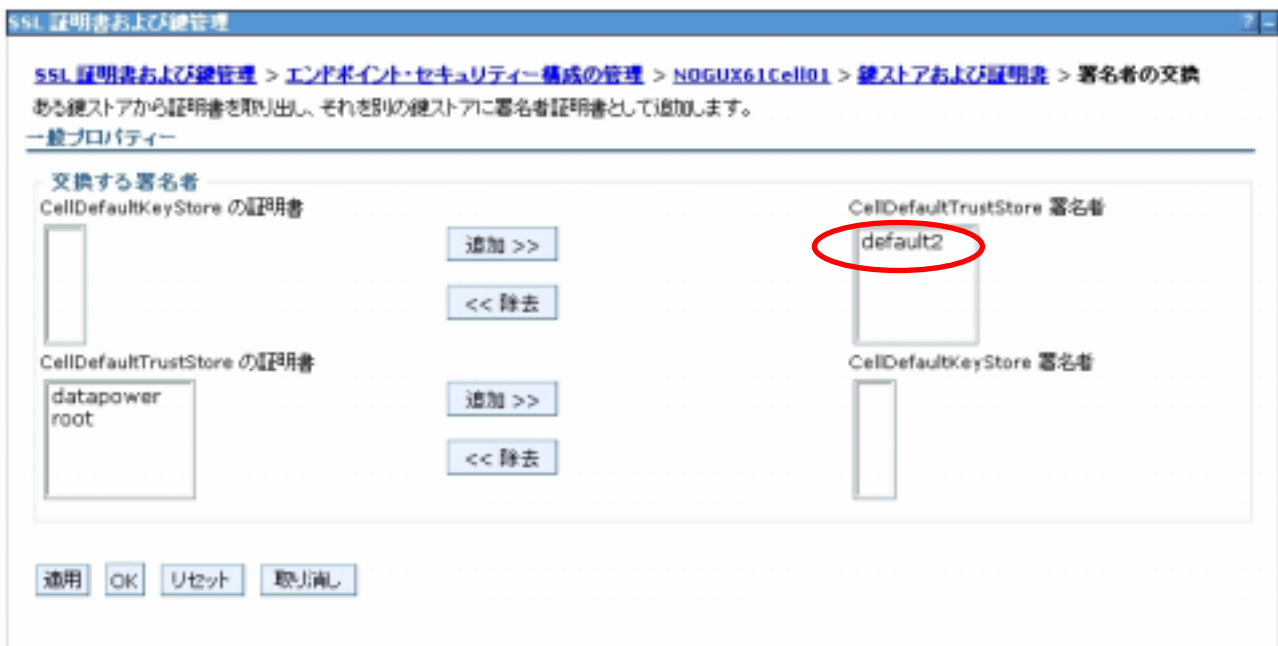 SSL 証明書および鍵管理 ? -
SSL 証明書および鍵管理 > エンドポイント・セキュリティー構成の管理 > NOGUX61Cell01 > 鍵ストアおよび証明書 > 署名者の交換
ある鍵ストアから証明書を取り出し、それを別の鍵ストアに署名者証明書として追加します。
一般プロパティー
交換する署名者
CellDefaultKeyStore の証明書
追加 >>
<< 除去
CellDefaultTrustStore 署名者
default2
CellDefaultTrustStore の証明書
datapower
root
追加 >>
<< 除去
CellDefaultKeyStore 署名者
適用 OK リセット 取り消し